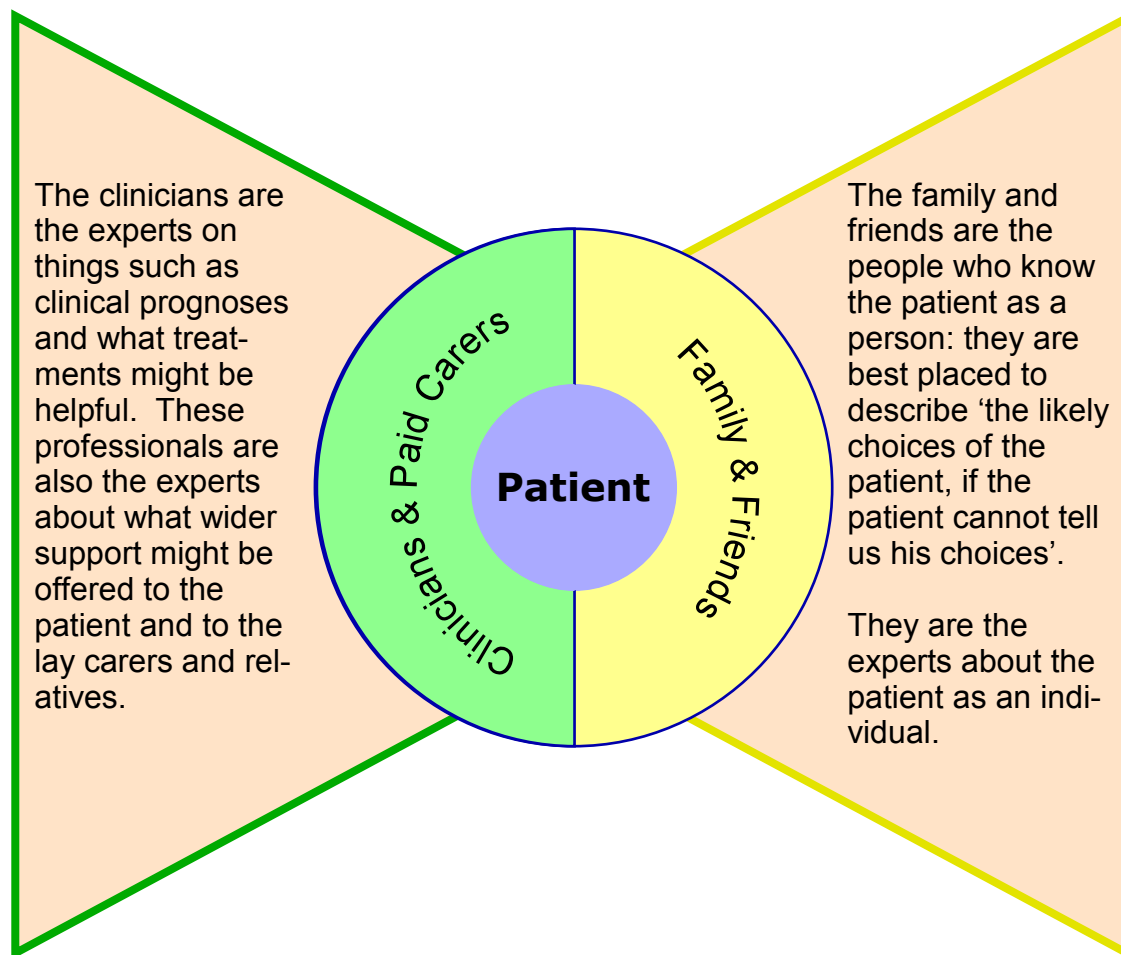 The clinicians are
the experts on
things such as
clinical prognoses
and what treat-
ments might be
helpful.  These
professionals are
also the experts
about what wider
support might be
offered to the
patient and to the
lay carers and rel-
atives.
Clinicians & Paid Carers
Patient
Family & Friends
The family and
friends are the
people who know
the patient as a
person: they are
best placed to
describe ‘the likely
choices of the
patient, if the
patient cannot tell
us his choices’.
They are the
experts about the
patient as an indi-
vidual.